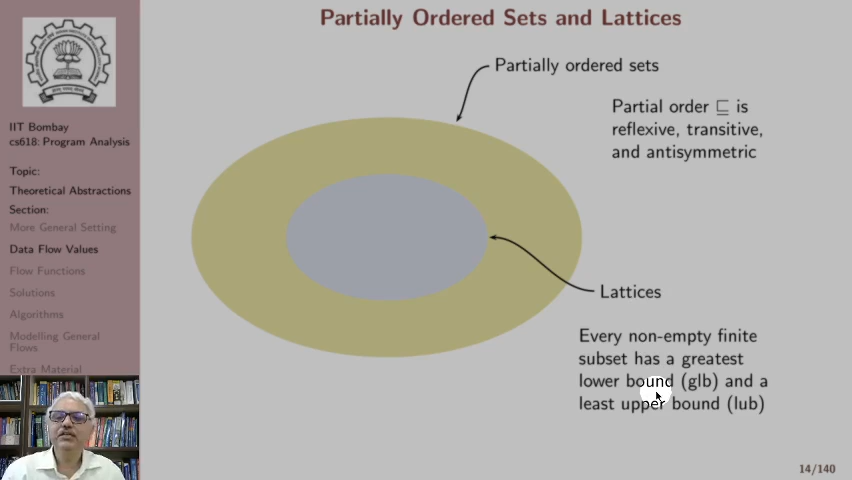 Partially Ordered Sets and Lattices
IIT Bombay
cs618: Program Analysis
Topic:
Theoretical Abstractions
Section:
More General Setting
Data Flow Values
Flow Functions
Solutions
Algorithms
Modelling General
Flows
Extra Material
Partially ordered sets
Partial order ⊑ is
reflexive, transitive,
and antisymmetric
Lattices
Every non-empty finite
subset has a greatest
lower bound (glb) and a
least upper bound (lub)
14/140